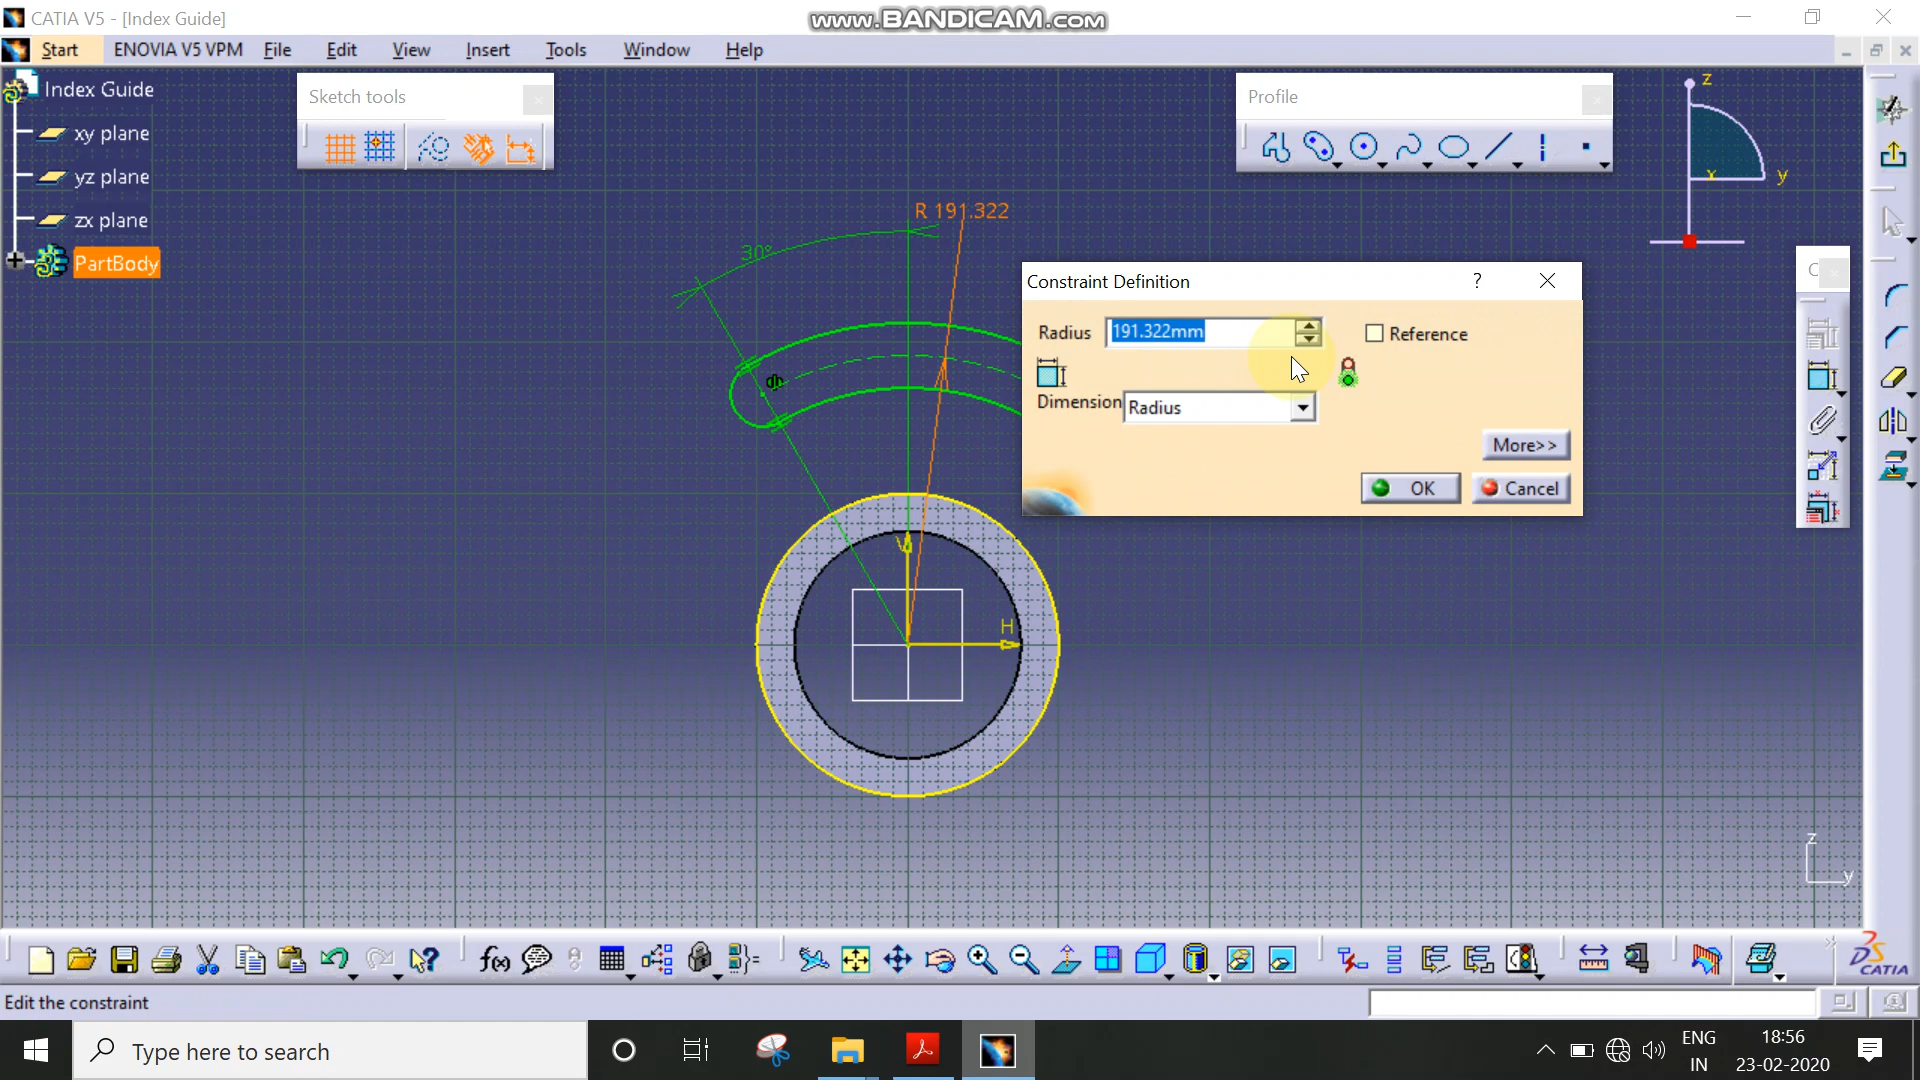 CATIA V5 - [Index Guide]
www.BANDICAM.com
Start
ENOVIA V5 VPM
File
Edit
View
Insert
Tools
Window
Help
Index Guide
xy plane
yz plane
zx plane
PartBody
Sketch tools
Profile
z
x
y
R 191.322
30°
Constraint Definition
?
Radius
191.322mm
Reference
Dimension
Radius
More>>
OK
Cancel
C
V
H
z
y
f(x)
CATIA
Edit the constraint
Type here to search
ENG
IN
18:56
23-02-2020